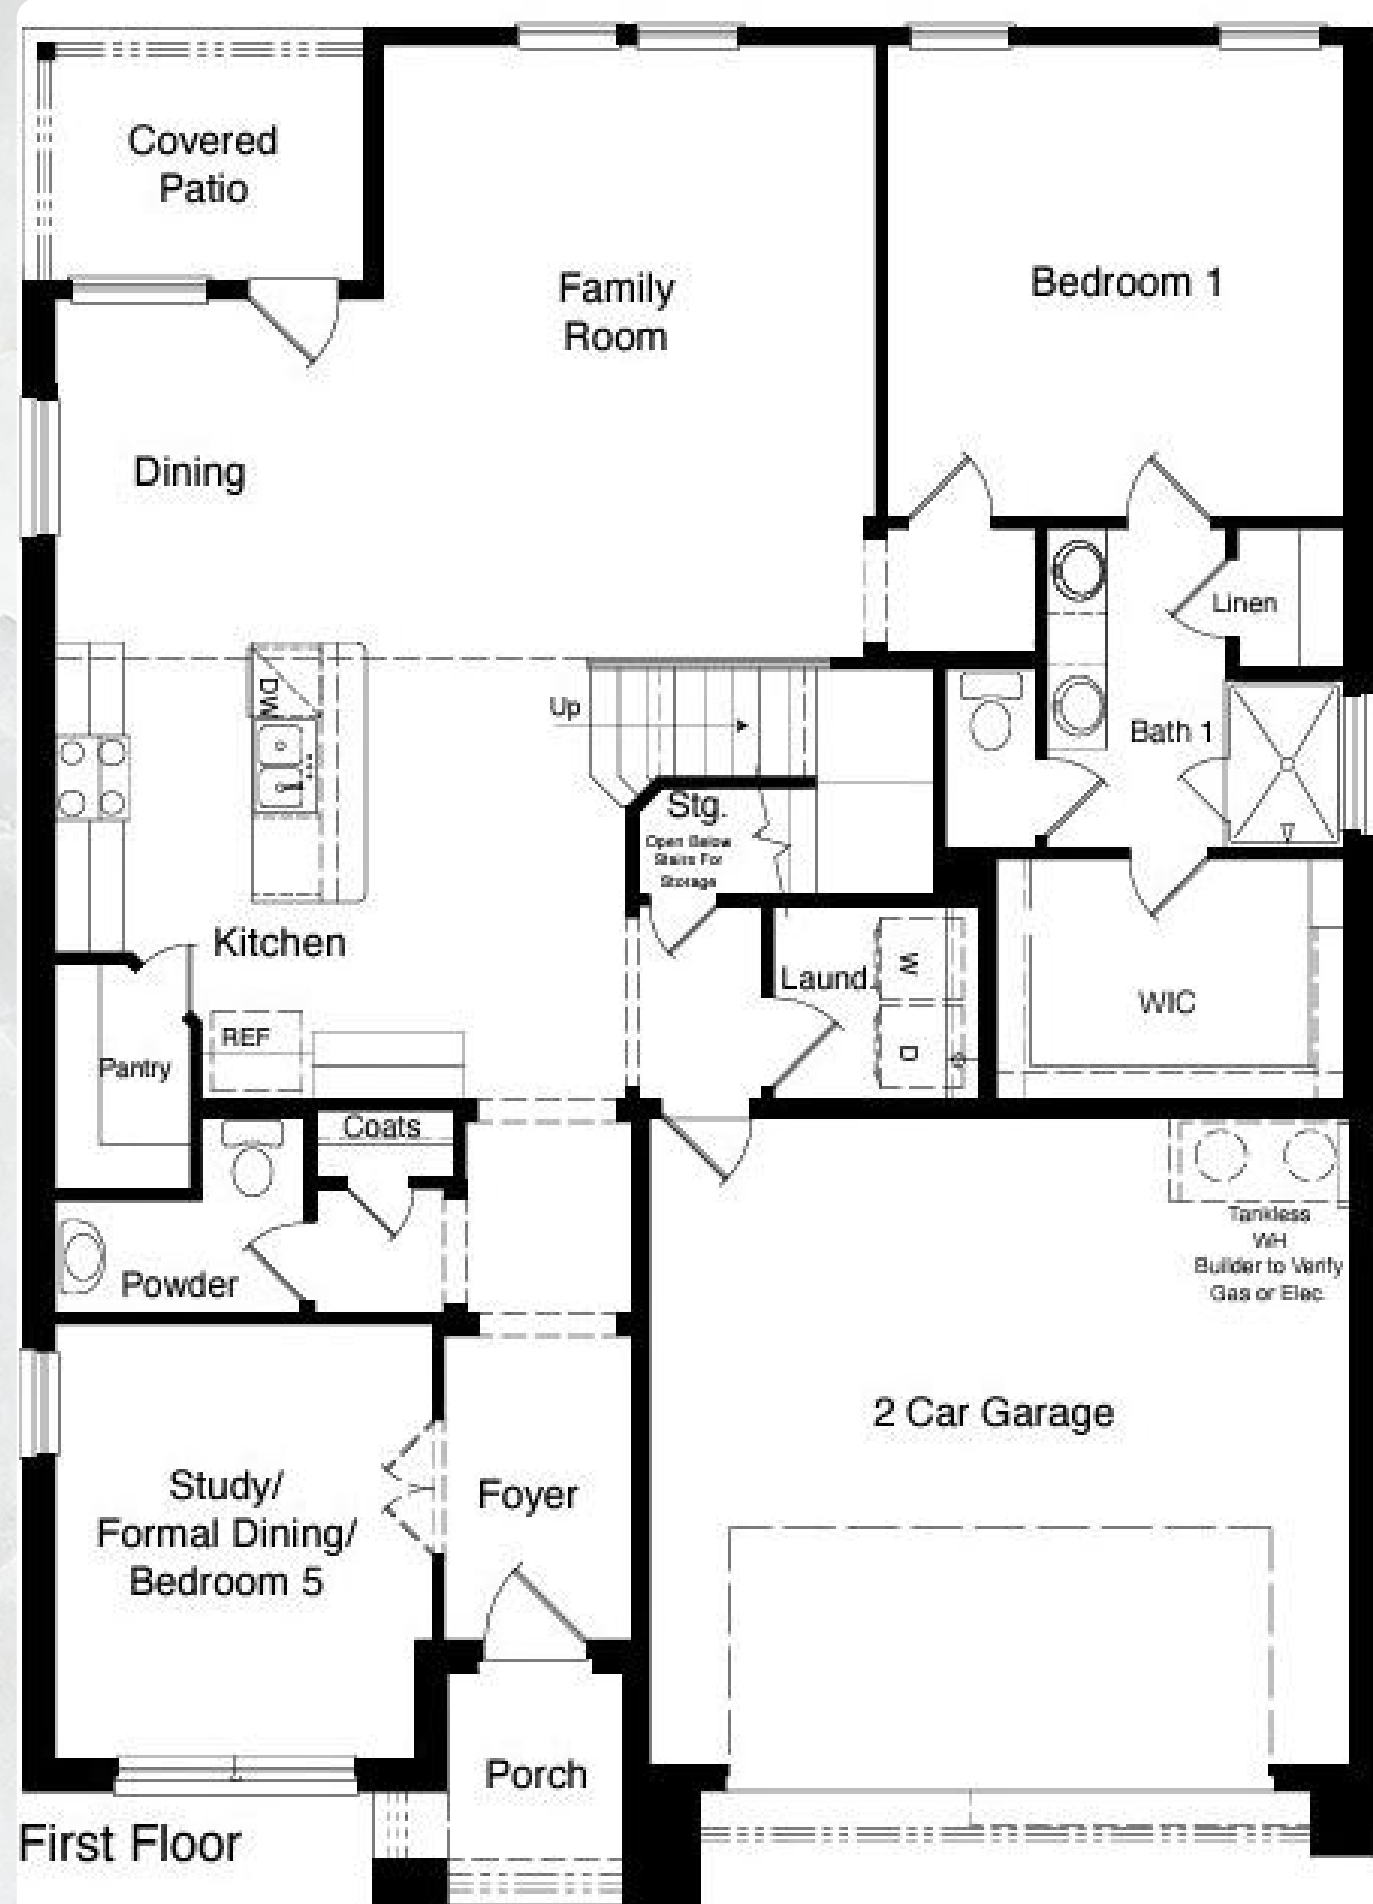 Covered
Patio
Family
Room
Bedroom 1
Dining
Linen
DW
Up
Bath 1
Stg.
Open Below
Stairs For
Storage
Kitchen
Laund.
W
D
WIC
REF
Pantry
Coats
Powder
Tankless
WH
Builder to Verify
Gas or Elec.
2 Car Garage
Study/
Formal Dining/
Bedroom 5
Foyer
Porch
First Floor